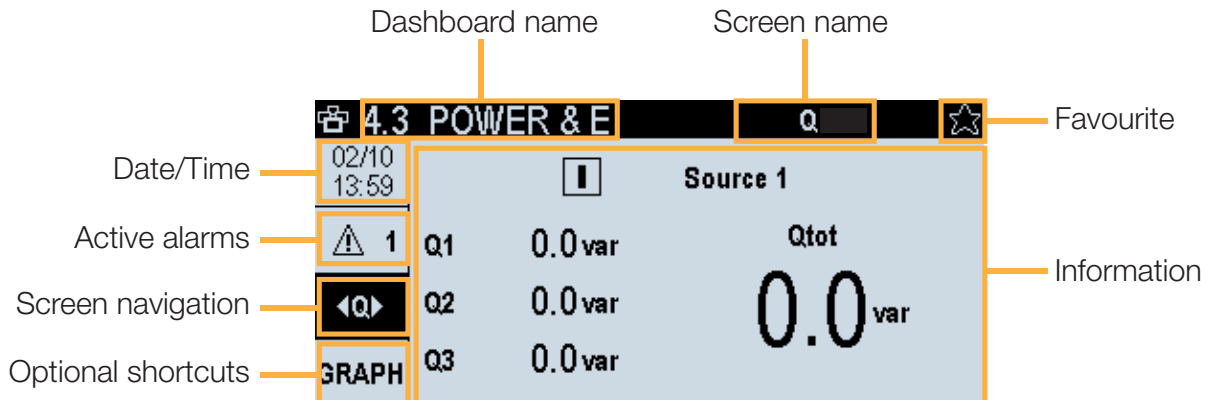 Dashboard name
Screen name
4.3 POWER & E
Q
Favourite
Date/Time
02/10
13:59
I
Source 1
Active alarms
1
Q1 0.0 var
Qtot
Information
Screen navigation
Q
Q2 0.0 var
0.0 var
Optional shortcuts
GRAPH
Q3 0.0 var